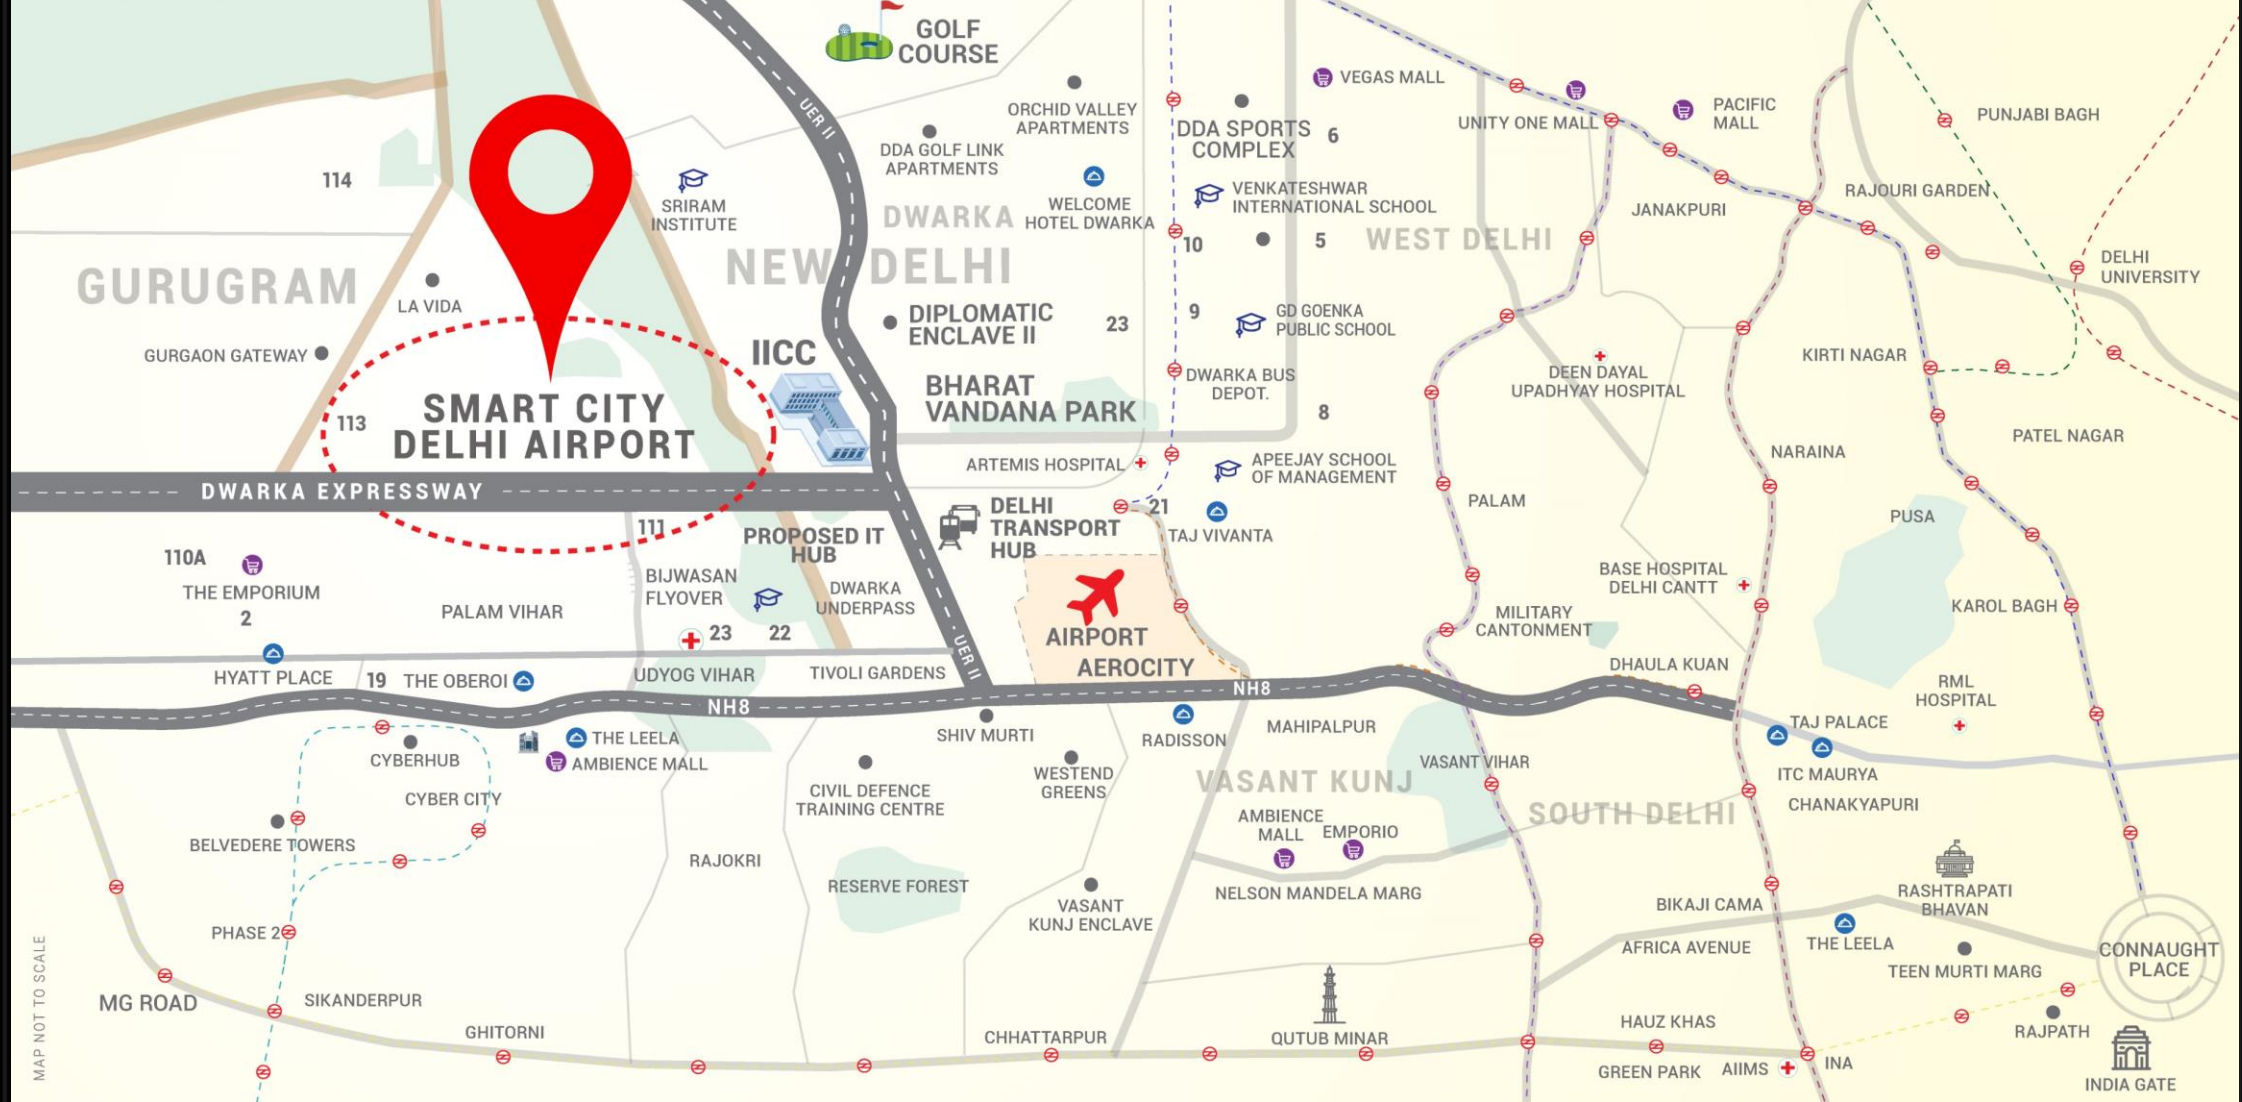 GOLF
COURSE
UER II
VEGAS MALL
ORCHID VALLEY
APARTMENTS
DDA SPORTS
COMPLEX
6
UNITY ONE MALL
PACIFIC
MALL
PUNJABI BAGH
DDA GOLF LINK
APARTMENTS
114
SRIRAM
INSTITUTE
WELCOME
HOTEL DWARKA
VENKATESHWAR
INTERNATIONAL SCHOOL
DWARKA
NEW DELHI
10
5
WEST DELHI
JANAKPURI
RAJOURI GARDEN
DELHI
UNIVERSITY
GURUGRAM
LA VIDA
GURGAON GATEWAY
DIPLOMATIC
ENCLAVE II
23
9
GD GOENKA
PUBLIC SCHOOL
IICC
BHARAT
VANDANA PARK
DWARKA BUS
DEPOT.
8
DEEN DAYAL
UPADHYAY HOSPITAL
KIRTI NAGAR
113
SMART CITY
DELHI AIRPORT
PATEL NAGAR
NARAINA
ARTEMIS HOSPITAL
APEEJAY SCHOOL
OF MANAGEMENT
DWARKA EXPRESSWAY
DELHI
TRANSPORT
HUB
21
TAJ VIVANTA
PALAM
PUSA
111
PROPOSED IT
HUB
110A
THE EMPORIUM
2
PALAM VIHAR
BIJWASAN
FLYOVER
DWARKA
UNDERPASS
23
22
AIRPORT
AEROCITY
BASE HOSPITAL
DELHI CANTT
MILITARY
CANTONMENT
KAROL BAGH
UER II
HYATT PLACE
19
THE OBEROI
UDYOG VIHAR
TIVOLI GARDENS
DHAULA KUAN
RML
HOSPITAL
NH8
NH8
THE LEELA
AMBIENCE MALL
SHIV MURTI
RADISSON
MAHIPALPUR
TAJ PALACE
CYBERHUB
CYBER CITY
WESTEND
GREENS
VASANT KUNJ
VASANT VIHAR
ITC MAURYA
CHANAKYAPURI
CIVIL DEFENCE
TRAINING CENTRE
AMBIENCE
MALL
EMPORIO
SOUTH DELHI
BELVEDERE TOWERS
RAJOKRI
RESERVE FOREST
NELSON MANDELA MARG
RASHTRAPATI
BHAVAN
VASANT
KUNJ ENCLAVE
BIKAJI CAMA
AFRICA AVENUE
THE LEELA
PHASE 2
TEEN MURTI MARG
CONNAUGHT
PLACE
MG ROAD
SIKANDERPUR
GHITORNI
CHHATTARPUR
QUTUB MINAR
HAUZ KHAS
GREEN PARK
AIIMS
INA
RAJPATH
INDIA GATE
MAP NOT TO SCALE